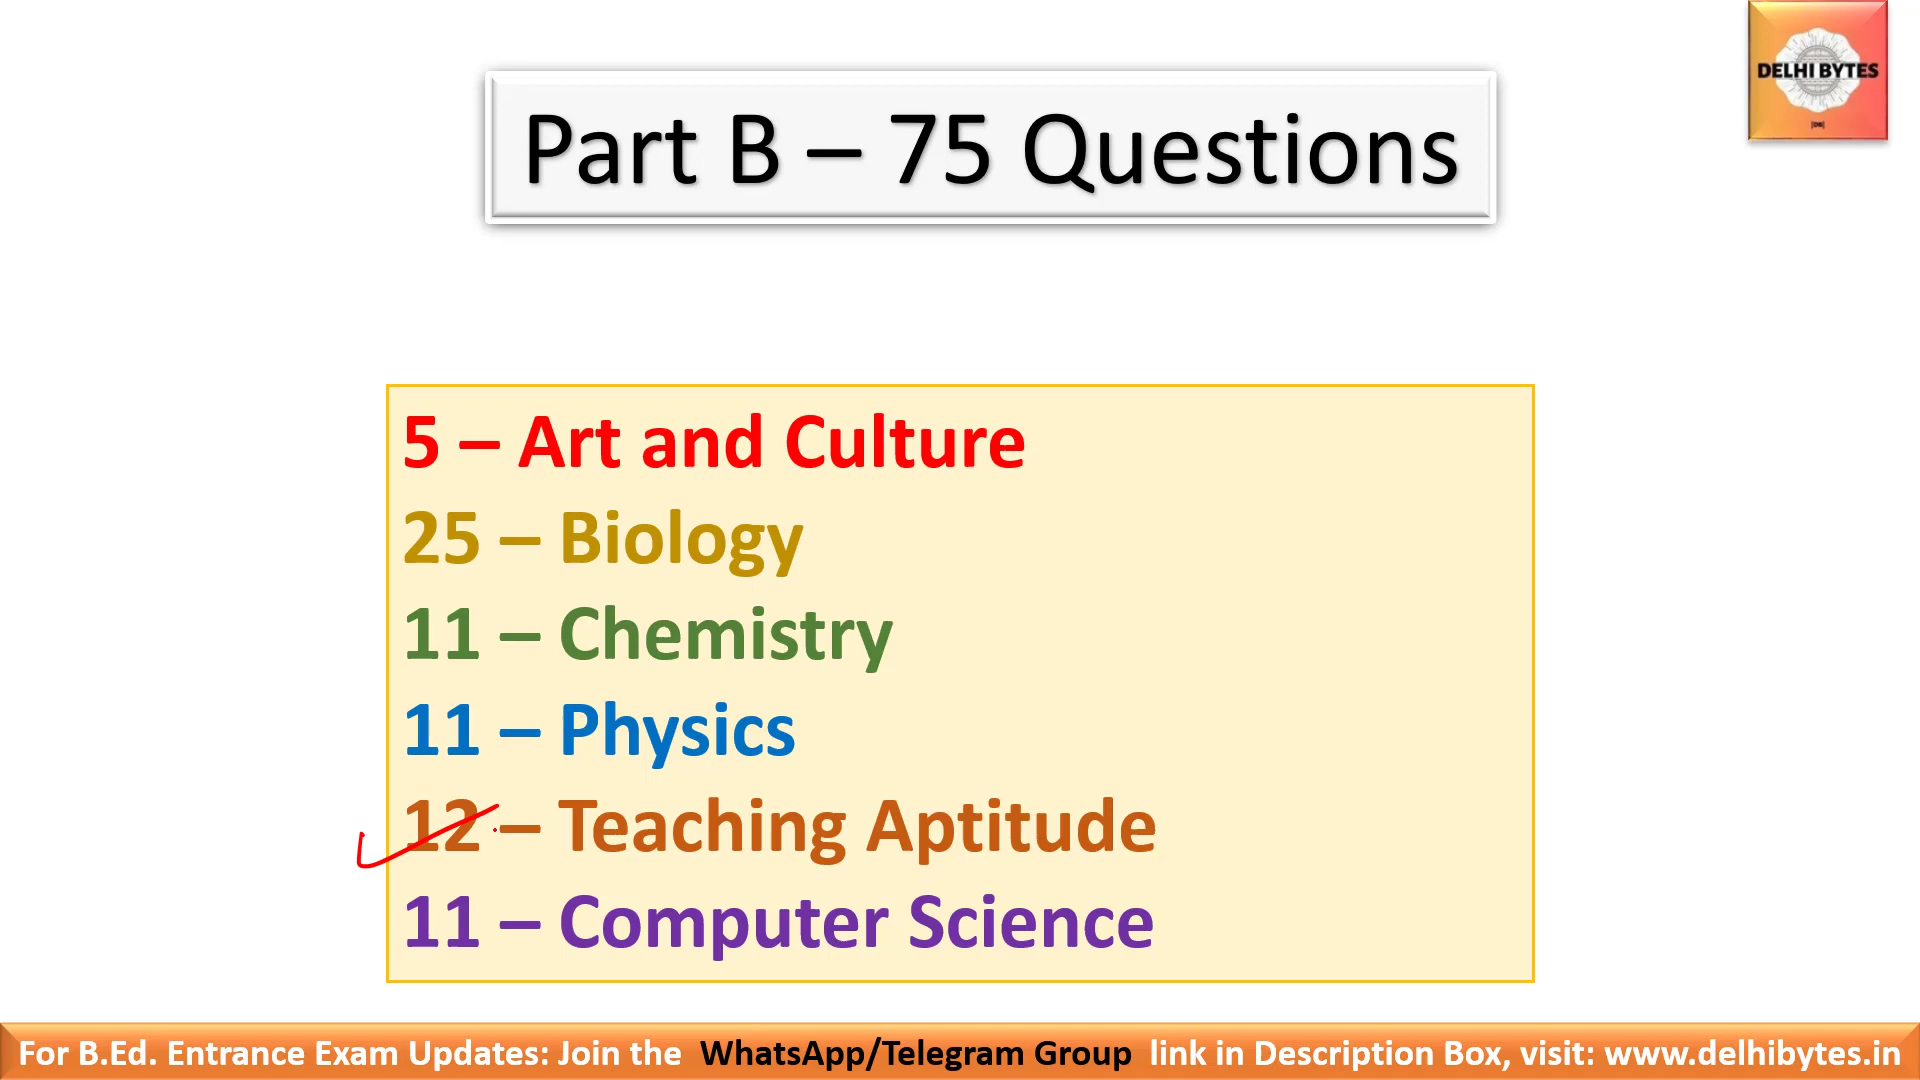 DELHI BYTES
|DB|
Part B – 75 Questions
5 – Art and Culture
25 – Biology
11 – Chemistry
11 – Physics
12 – Teaching Aptitude
11 – Computer Science
For B.Ed. Entrance Exam Updates: Join the WhatsApp/Telegram Group link in Description Box, visit: www.delhibytes.in